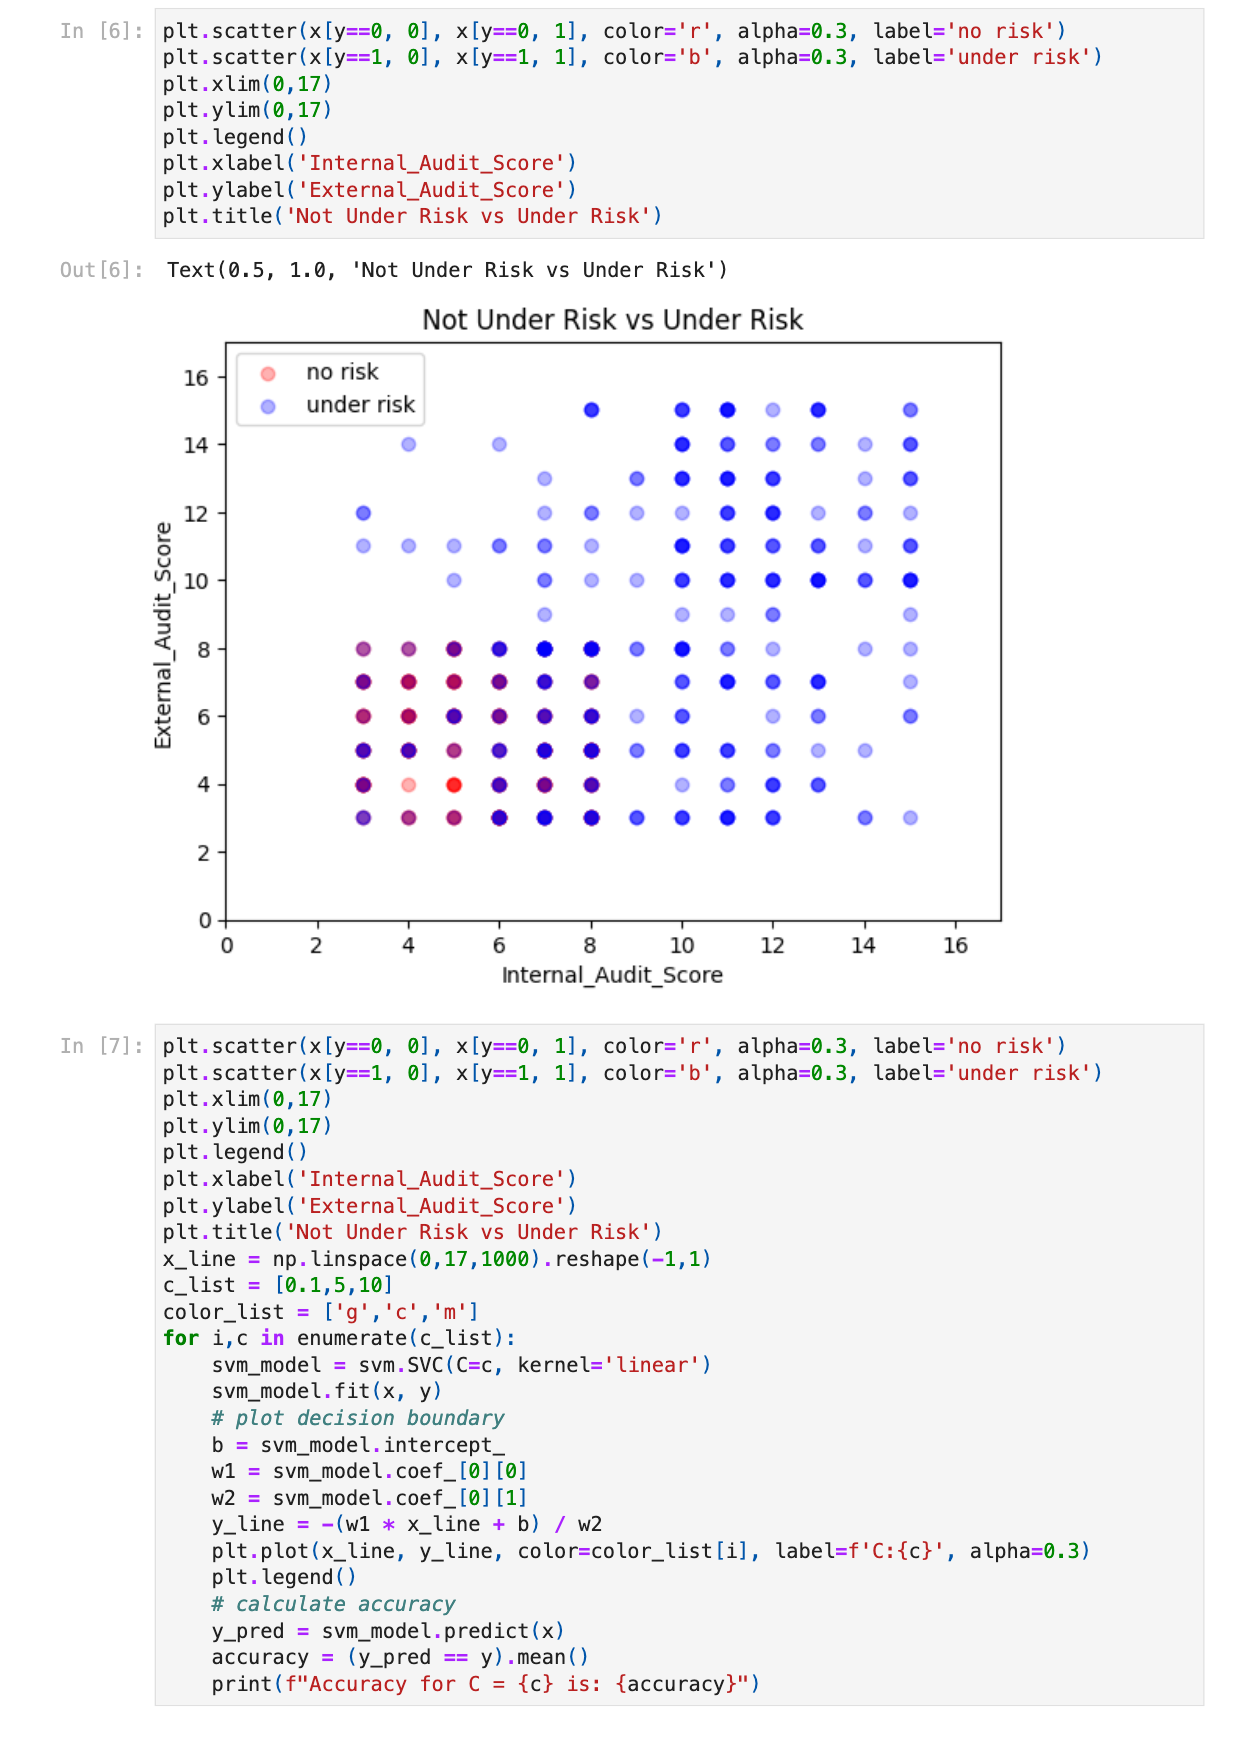 In [6]: plt.scatter(x[y==0, 0], x[y==0, 1], color='r', alpha=0.3, label='no risk')
plt.scatter(x[y==1, 0], x[y==1, 1], color='b', alpha=0.3, label='under risk')
plt.xlim(0,17)
plt.ylim(0,17)
plt.legend()
plt.xlabel('Internal_Audit_Score')
plt.ylabel('External_Audit_Score')
plt.title('Not Under Risk vs Under Risk')
Out[6]: Text(0.5, 1.0, 'Not Under Risk vs Under Risk')
Not Under Risk vs Under Risk
no risk
under risk
16
14
12
10
8
6
4
2
0
External_Audit_Score
0 2 4 6 8 10 12 14 16
Internal_Audit_Score
In [7]: plt.scatter(x[y==0, 0], x[y==0, 1], color='r', alpha=0.3, label='no risk')
plt.scatter(x[y==1, 0], x[y==1, 1], color='b', alpha=0.3, label='under risk')
plt.xlim(0,17)
plt.ylim(0,17)
plt.legend()
plt.xlabel('Internal_Audit_Score')
plt.ylabel('External_Audit_Score')
plt.title('Not Under Risk vs Under Risk')
x_line = np.linspace(0,17,1000).reshape(-1,1)
c_list = [0.1,5,10]
color_list = ['g','c','m']
for i,c in enumerate(c_list):
    svm_model = svm.SVC(C=c, kernel='linear')
    svm_model.fit(x, y)
    # plot decision boundary
    b = svm_model.intercept_
    w1 = svm_model.coef_[0][0]
    w2 = svm_model.coef_[0][1]
    y_line = -(w1 * x_line + b) / w2
    plt.plot(x_line, y_line, color=color_list[i], label=f'C:{c}', alpha=0.3)
    plt.legend()
    # calculate accuracy
    y_pred = svm_model.predict(x)
    accuracy = (y_pred == y).mean()
    print(f"Accuracy for C = {c} is: {accuracy}")